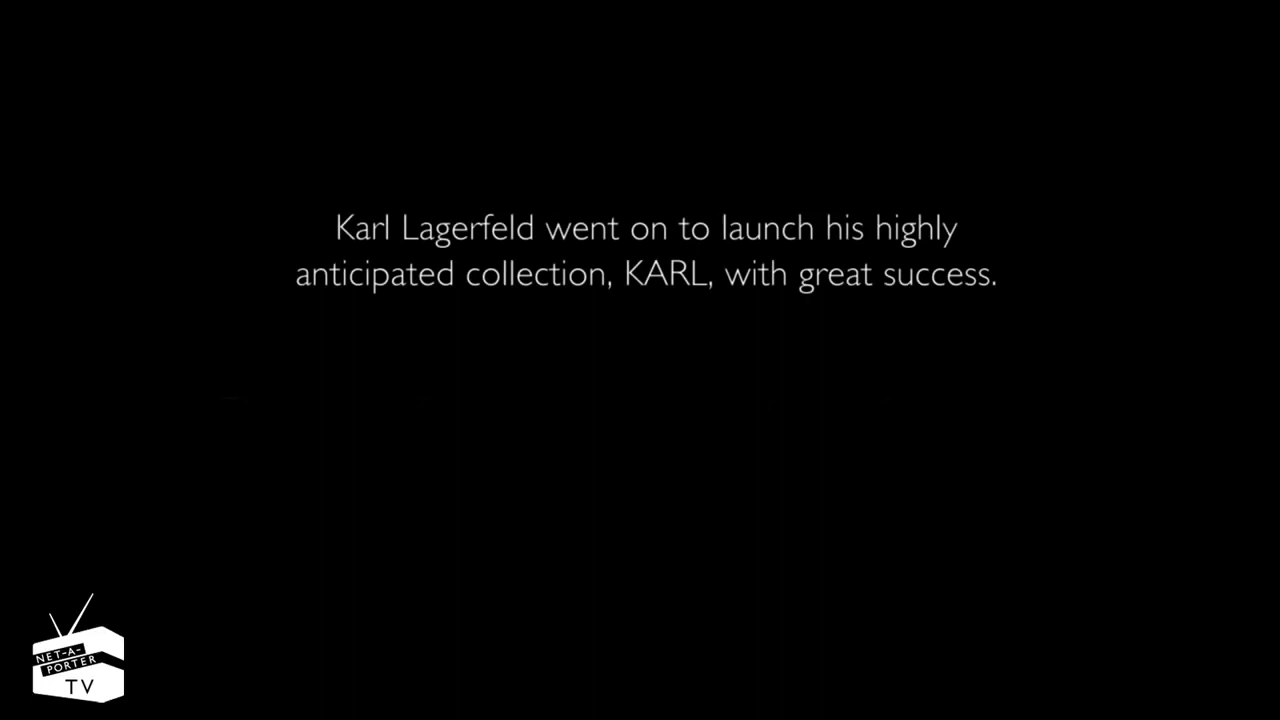 Karl Lagerfeld went on to launch his highly
anticipated collection, KARL, with great success.
NET-A-
PORTER
TV